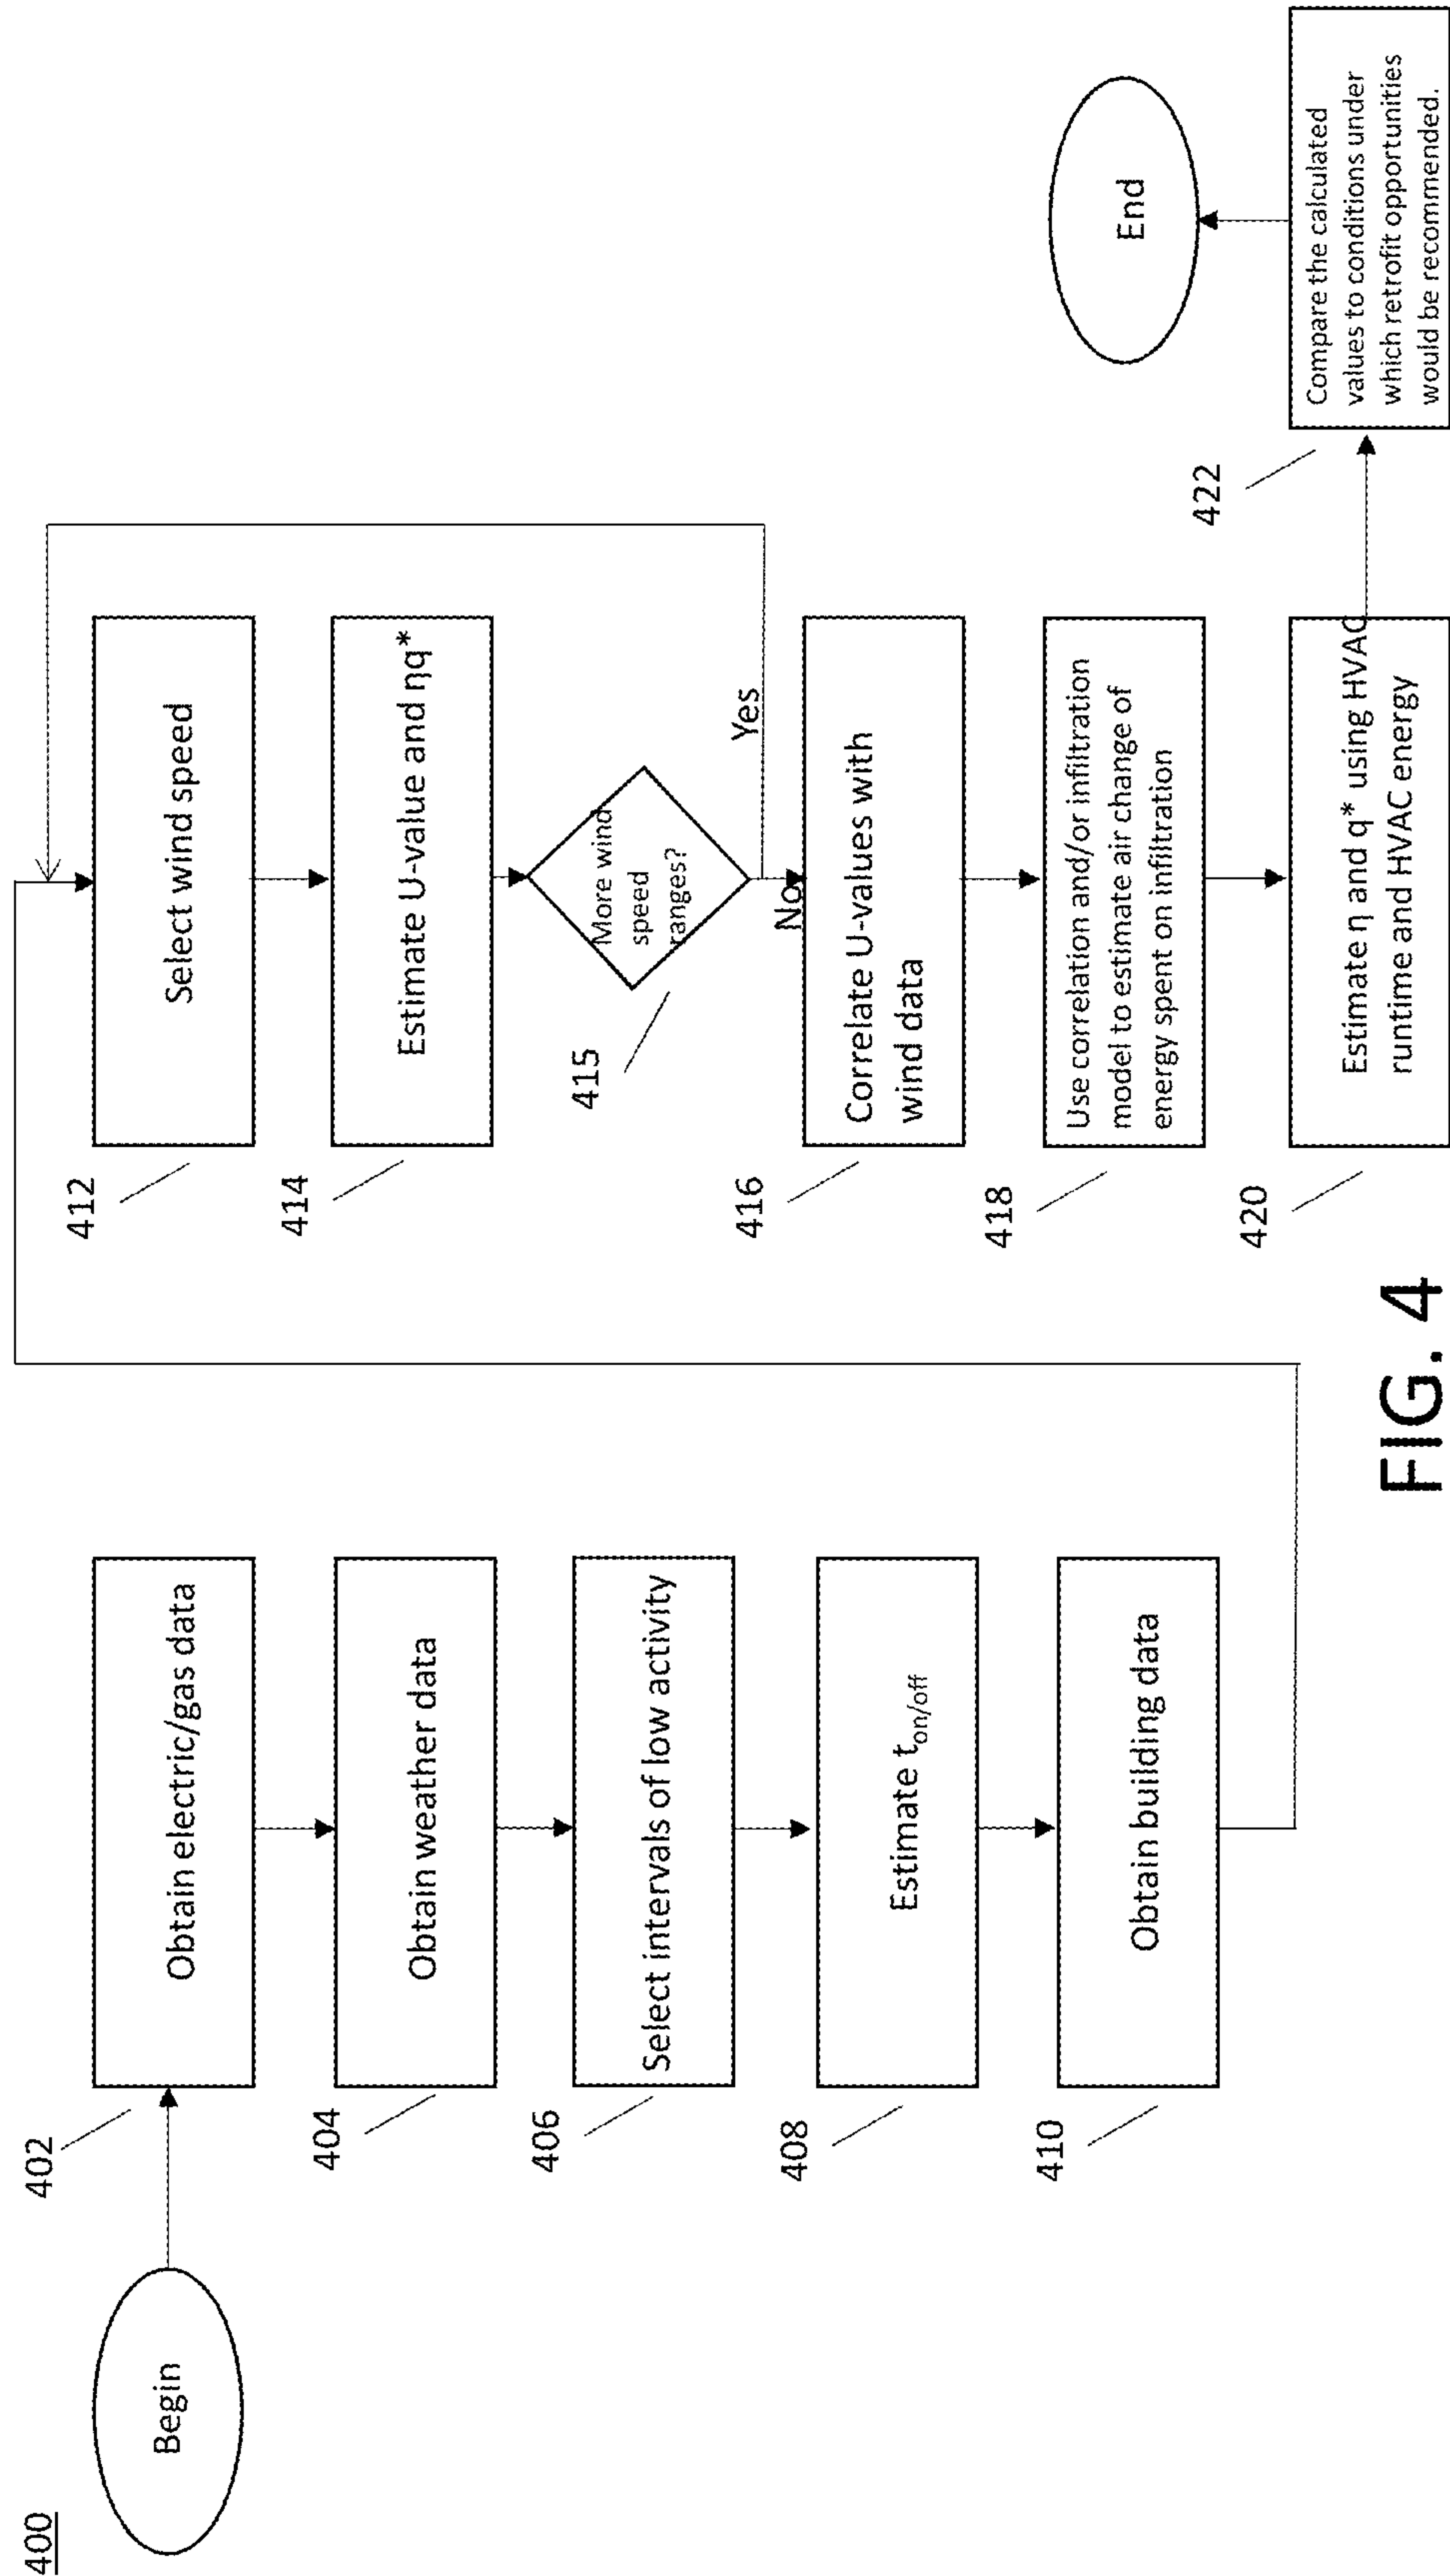 400
Begin
402
Obtain electric/gas data
404
Obtain weather data
406
Select intervals of low activity
408
Estimate t_on/off
410
Obtain building data
412
Select wind speed
414
Estimate U-value and ηq*
415
More wind
speed
ranges?
Yes
No
416
Correlate U-values with
wind data
418
Use correlation and/or infiltration
model to estimate air change of
energy spent on infiltration
420
Estimate η and q* using HVAC
runtime and HVAC energy
422
Compare the calculated
values to conditions under
which retrofit opportunities
would be recommended.
End
FIG. 4